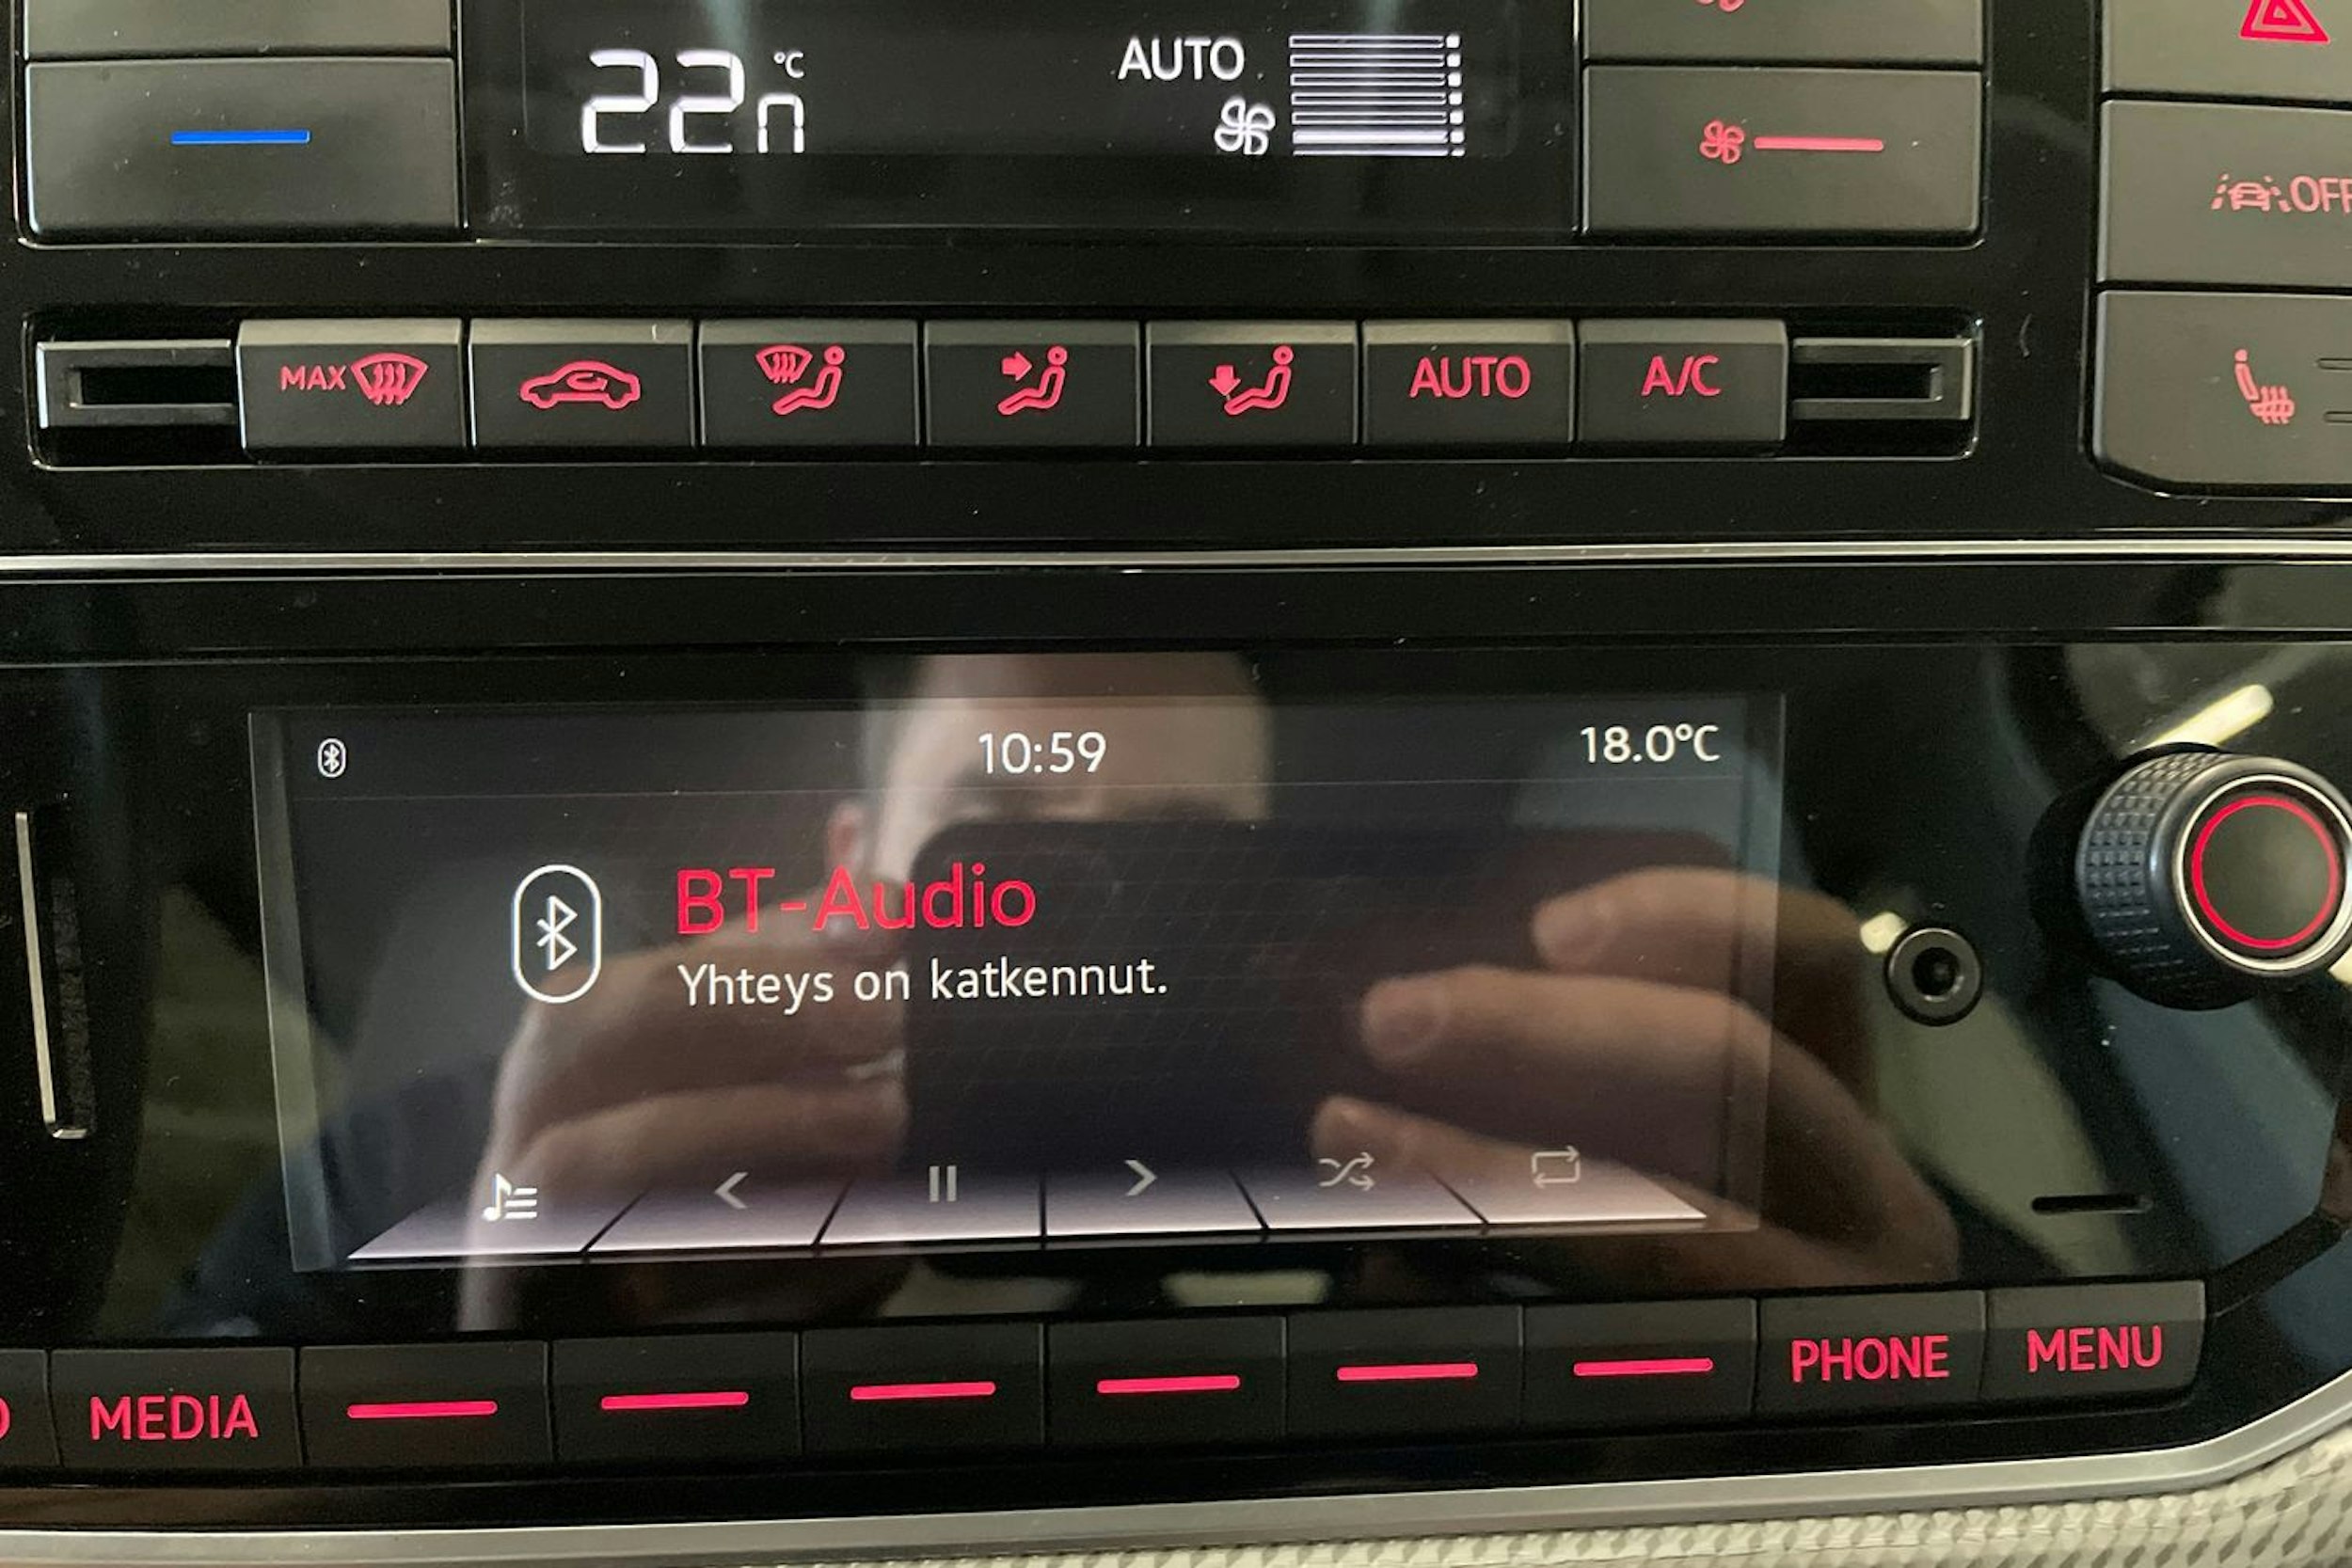 22 °C
AUTO
OFF
MAX
AUTO
A/C
10:59
18.0°C
BT-Audio
Yhteys on katkennut.
MEDIA
PHONE
MENU